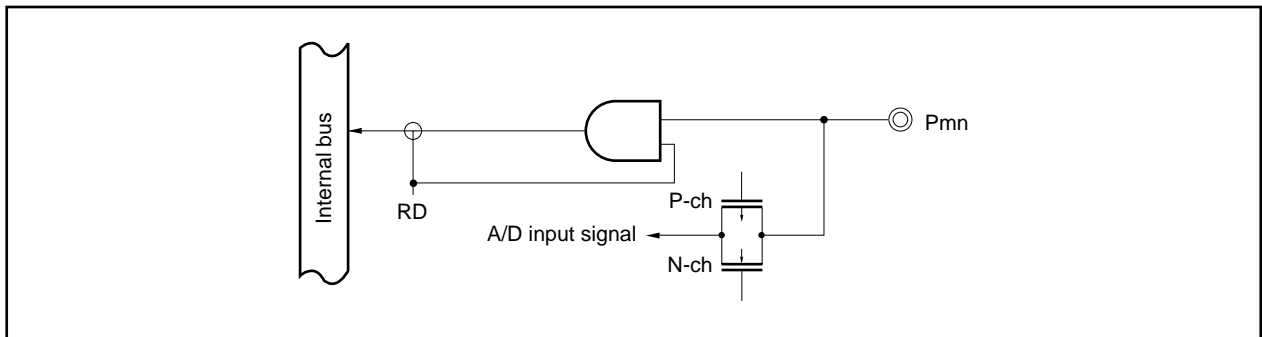 Internal bus
Pmn
P-ch
RD
A/D input signal
N-ch